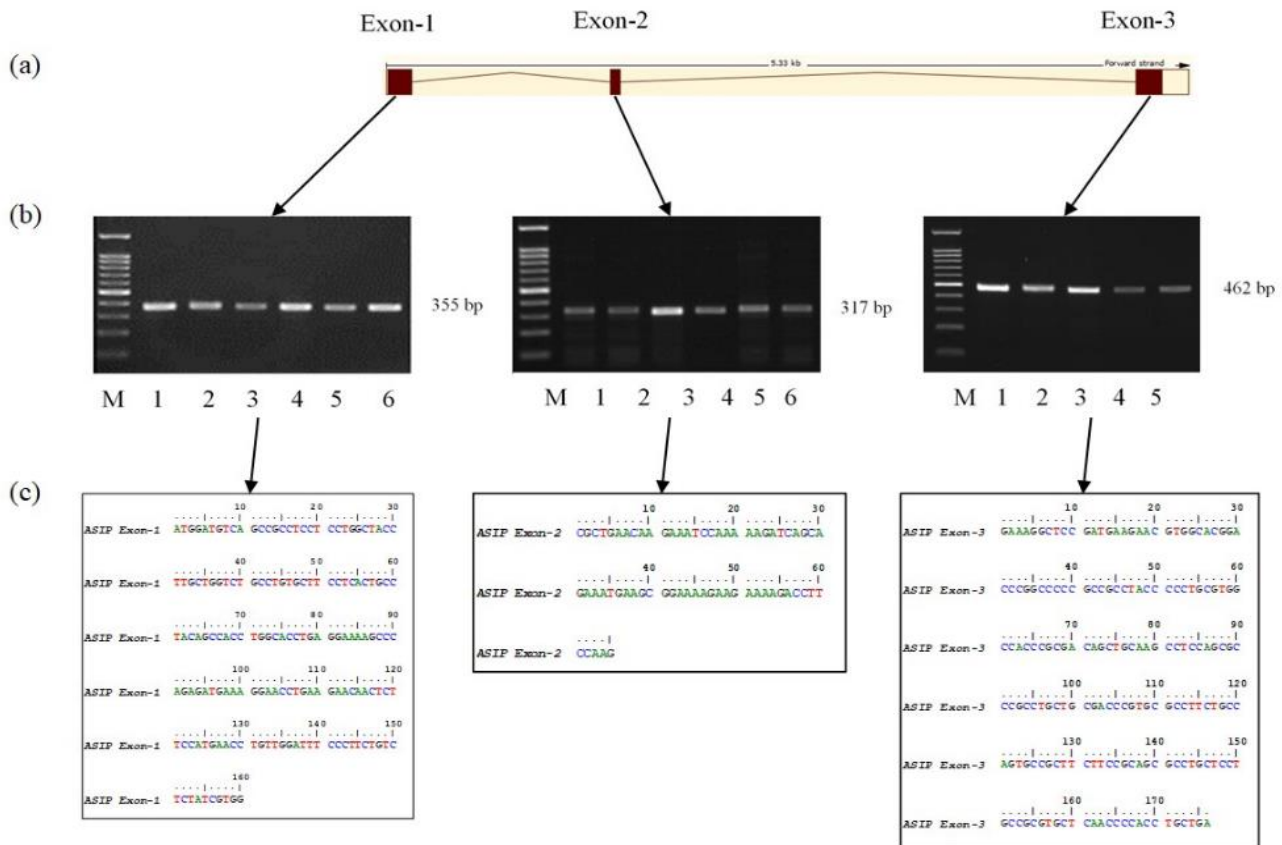 Exon-1 Exon-2 Exon-3
(a)
5.33 kb Forward strand
(b)
355 bp
317 bp
462 bp
M 1 2 3 4 5 6
M 1 2 3 4 5 6
M 1 2 3 4 5
(c)
10 20 30
ASIP Exon-1 ATGGATGTCA GCCGCCTCCT CCTGGCTACC
40 50 60
ASIP Exon-1 TTGCTGGTCT GCCTGTGCTT CCTCACTGCC
70 80 90
ASIP Exon-1 TACAGCCACC TGGCACCTGA GGAAAAGCCC
100 110 120
ASIP Exon-1 AGAGATGAAA GGAACCTGAA GAACAACTCT
130 140 150
ASIP Exon-1 TCCATGAACC TGTTGGATTT CCCTTCTGTC
160
ASIP Exon-1 TCTATCGTGG
10 20 30
ASIP Exon-2 CGCTGAACAA GAAATCCAAA AAGATCAGCA
40 50 60
ASIP Exon-2 GAAATGAAGC GGAAAAGAAG AAAAGACCTT
ASIP Exon-2 CCAAG
10 20 30
ASIP Exon-3 GAAAGGCTCC GATGAAGAAC GTGGCACGGA
40 50 60
ASIP Exon-3 CCCGGCCCCC GCCGCCTACC CCCTGCGTGG
70 80 90
ASIP Exon-3 CCACCCGCGA CAGCTGCAAG CCTCCAGCGC
100 110 120
ASIP Exon-3 CCGCCTGCTG CGACCCGTGC GCCTTCTGCC
130 140 150
ASIP Exon-3 AGTGCCGCTT CTTCCGCAGC GCCTGCTCCT
160 170
ASIP Exon-3 GCCGCGTGCT CAACCCCACC TGCTGA